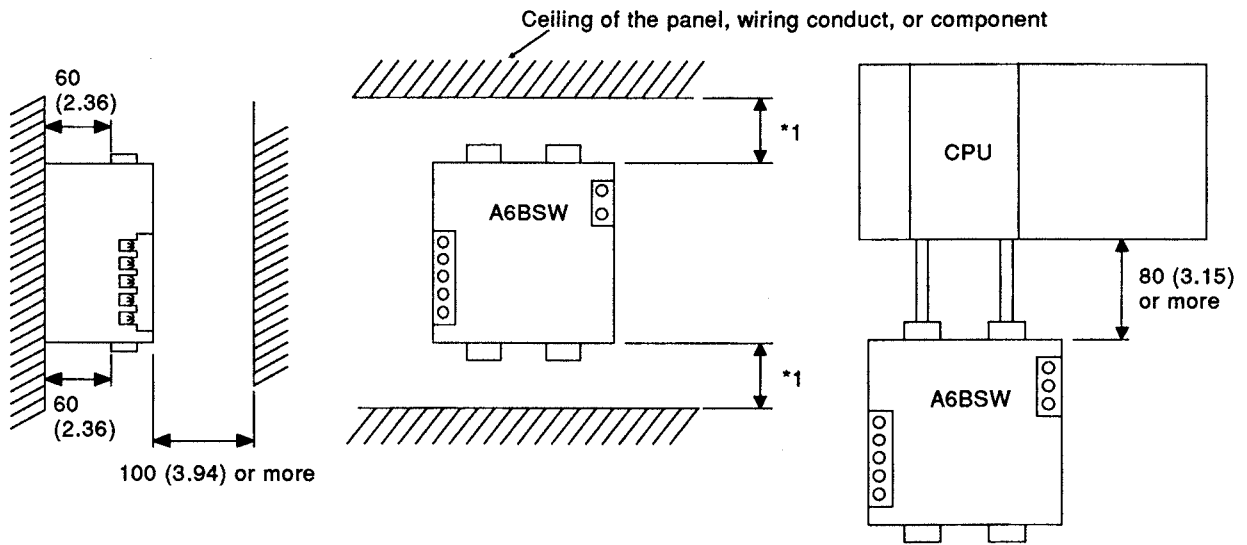 Ceiling of the panel, wiring conduct, or component
60
(2.36)
60
(2.36)
100 (3.94) or more
*1
A6BSW
*1
CPU
80 (3.15)
or more
A6BSW